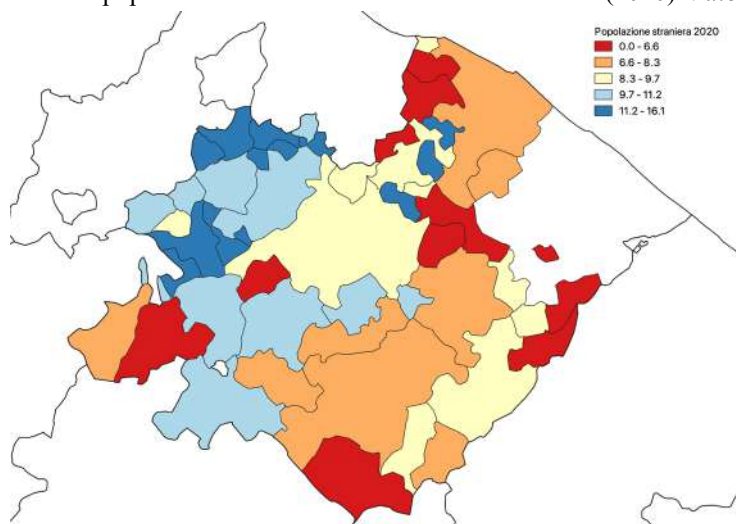 Popolazione straniera 2020
0.0 - 6.6
6.6 - 8.3
8.3 - 9.7
9.7 - 11.2
11.2 - 16.1